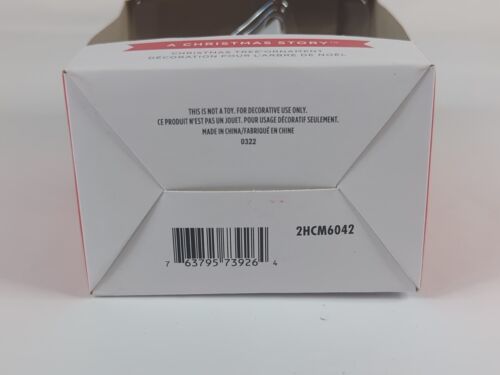 A CHRISTMAS STORY™
CHRISTMAS TREE ORNAMENT
DÉCORATION POUR L'ARBRE DE NOËL
THIS IS NOT A TOY. FOR DECORATIVE USE ONLY.
CE PRODUIT N'EST PAS UN JOUET. POUR USAGE DÉCORATIF SEULEMENT.
MADE IN CHINA/FABRIQUÉ EN CHINE
0322
2HCM6042
7 63795 73926 4